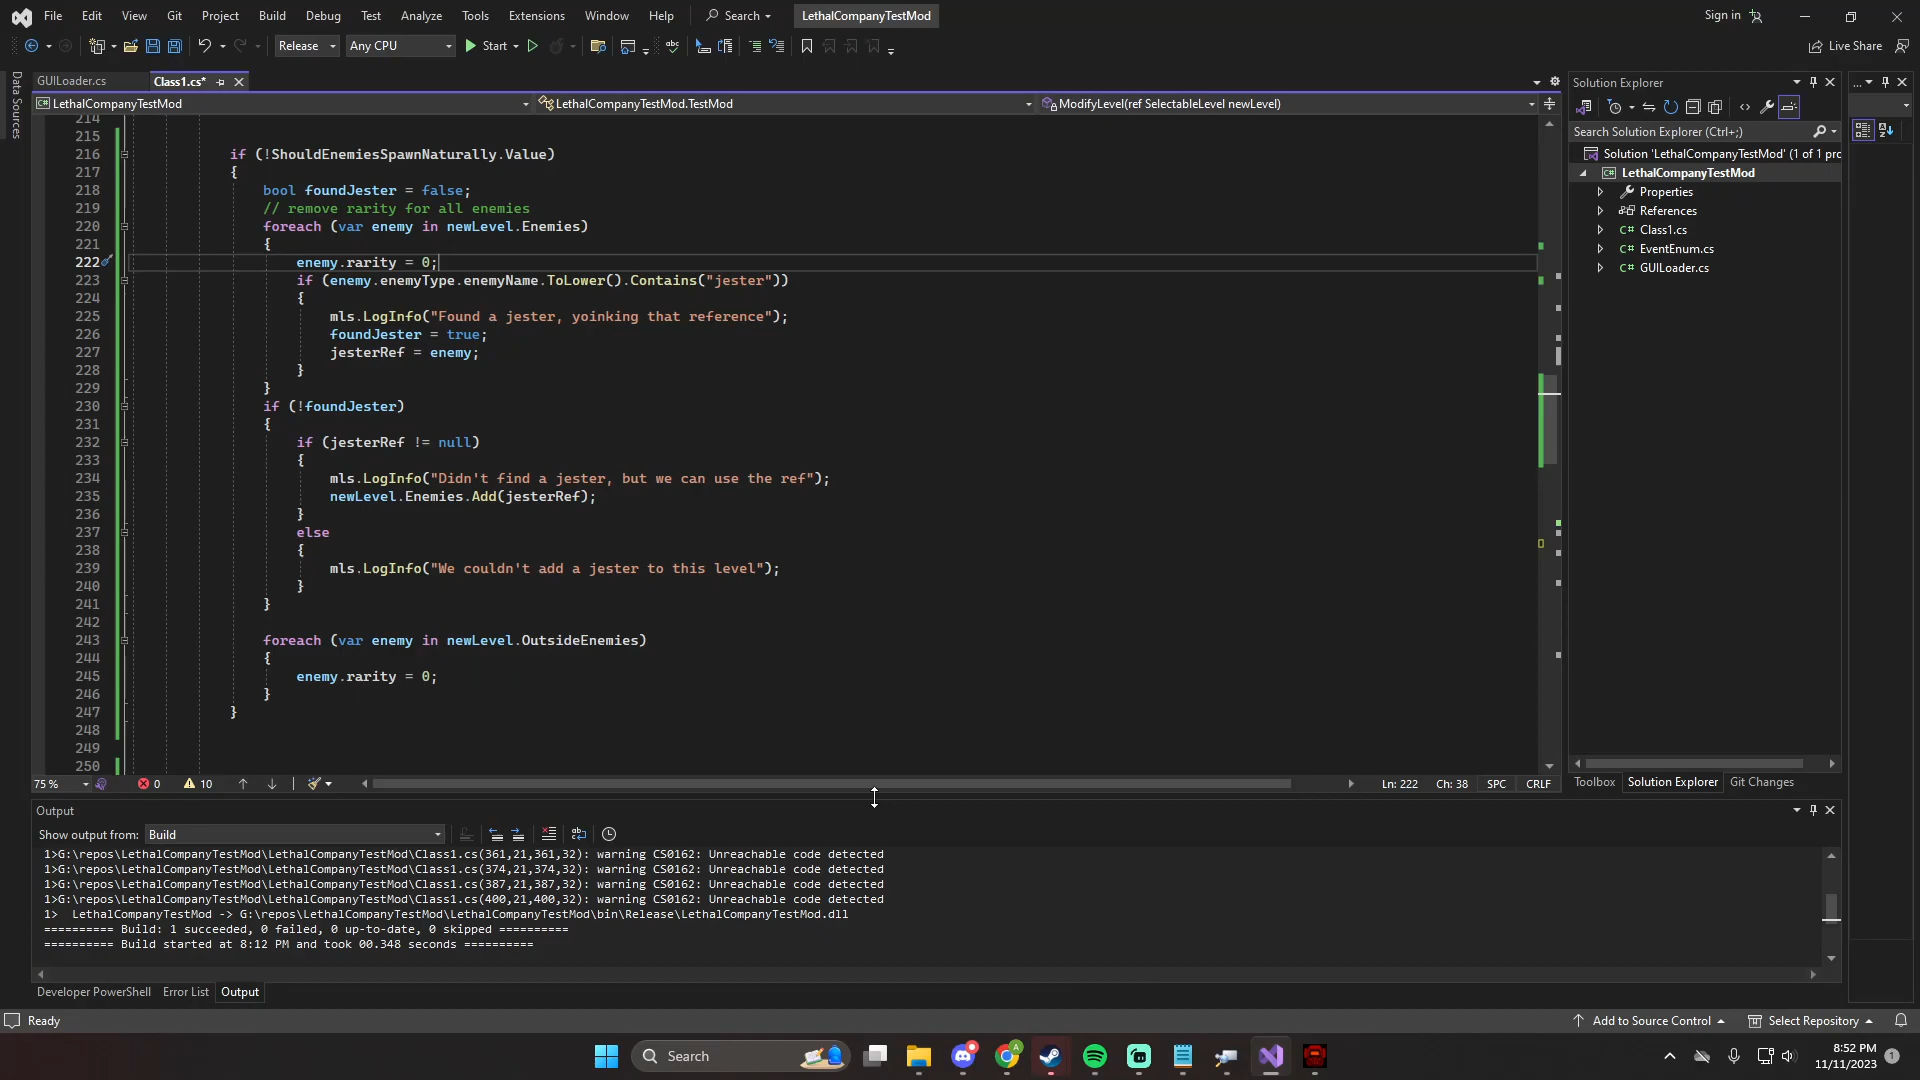 File Edit View Git Project Build Debug Test Analyze Tools Extensions Window Help Search LethalCompanyTestMod Sign in
Release Any CPU Start Live Share
Data Sources
GUILoader.cs Class1.cs*
LethalCompanyTestMod LethalCompanyTestMod.TestMod ModifyLevel(ref SelectableLevel newLevel)
214
215
216 if (!ShouldEnemiesSpawnNaturally.Value)
217 {
218 bool foundJester = false;
219 // remove rarity for all enemies
220 foreach (var enemy in newLevel.Enemies)
221 {
222 enemy.rarity = 0;
223 if (enemy.enemyType.enemyName.ToLower().Contains("jester"))
224 {
225 mls.LogInfo("Found a jester, yoinking that reference");
226 foundJester = true;
227 jesterRef = enemy;
228 }
229 }
230 if (!foundJester)
231 {
232 if (jesterRef != null)
233 {
234 mls.LogInfo("Didn't find a jester, but we can use the ref");
235 newLevel.Enemies.Add(jesterRef);
236 }
237 else
238 {
239 mls.LogInfo("We couldn't add a jester to this level");
240 }
241 }
242
243 foreach (var enemy in newLevel.OutsideEnemies)
244 {
245 enemy.rarity = 0;
246 }
247 }
248
249
250
75 % 0 10 Ln: 222 Ch: 38 SPC CRLF
Solution Explorer
Search Solution Explorer (Ctrl+;)
Solution 'LethalCompanyTestMod' (1 of 1 pro
LethalCompanyTestMod
Properties
References
C# Class1.cs
C# EventEnum.cs
C# GUILoader.cs
Toolbox Solution Explorer Git Changes
Output
Show output from: Build
1>G:\repos\LethalCompanyTestMod\LethalCompanyTestMod\Class1.cs(361,21,361,32): warning CS0162: Unreachable code detected
1>G:\repos\LethalCompanyTestMod\LethalCompanyTestMod\Class1.cs(374,21,374,32): warning CS0162: Unreachable code detected
1>G:\repos\LethalCompanyTestMod\LethalCompanyTestMod\Class1.cs(387,21,387,32): warning CS0162: Unreachable code detected
1>G:\repos\LethalCompanyTestMod\LethalCompanyTestMod\Class1.cs(400,21,400,32): warning CS0162: Unreachable code detected
1> LethalCompanyTestMod -> G:\repos\LethalCompanyTestMod\LethalCompanyTestMod\bin\Release\LethalCompanyTestMod.dll
========== Build: 1 succeeded, 0 failed, 0 up-to-date, 0 skipped ==========
========== Build started at 8:12 PM and took 00.348 seconds ==========
Developer PowerShell Error List Output
Ready Add to Source Control Select Repository
Search
8:52 PM
11/11/2023
1